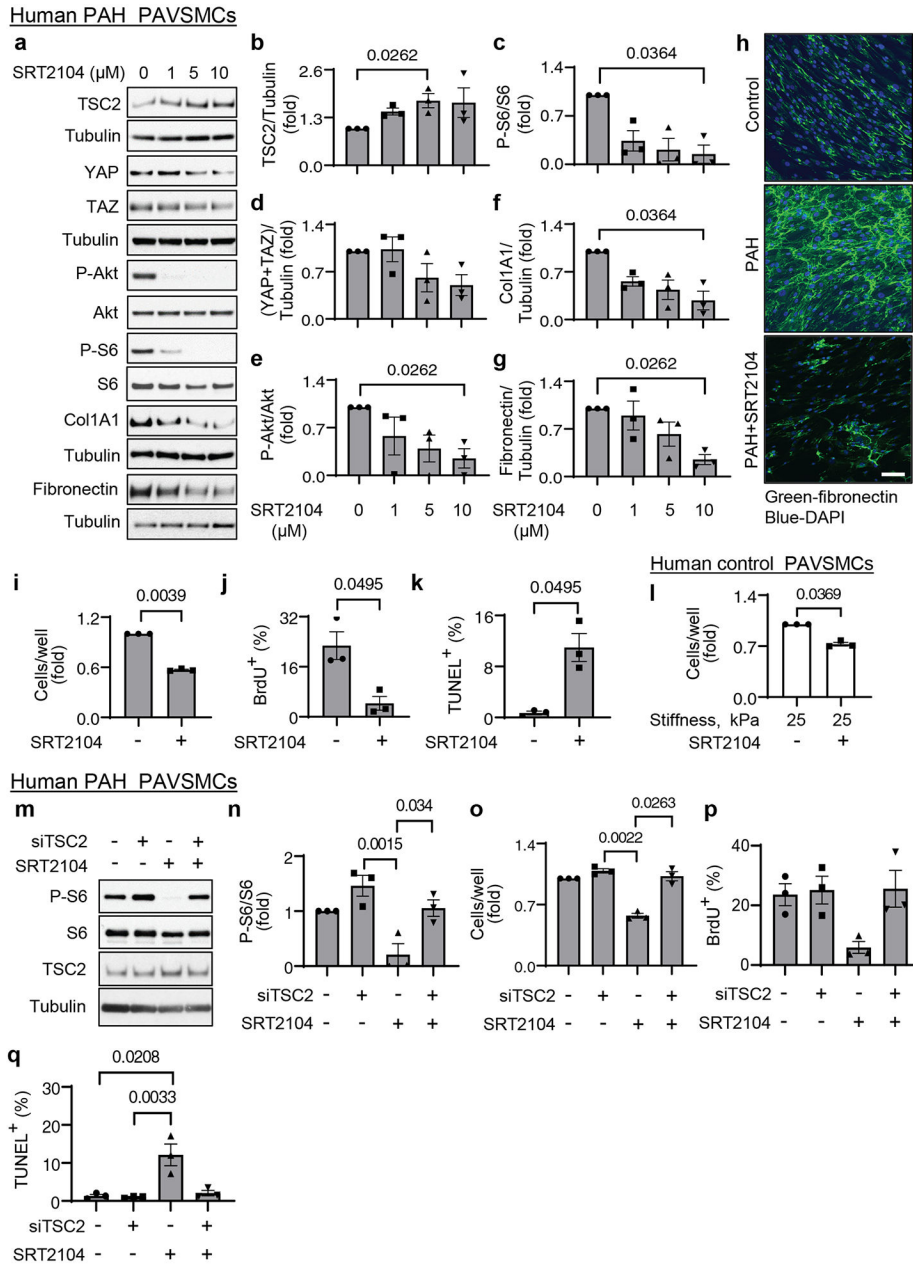 Human PAH PAVSMCs
a
SRT2104 (µM) 0 1 5 10
TSC2
Tubulin
YAP
TAZ
Tubulin
P-Akt
Akt
P-S6
S6
Col1A1
Tubulin
Fibronectin
Tubulin
b
TSC2/Tubulin
(fold)
2.6
1.3
0.0
0.0262
c
P-S6/S6
(fold)
1.4
0.7
0.0
0.0364
d
(YAP+TAZ)/
Tubulin (fold)
1.4
0.7
0.0
f
Col1A1/
Tubulin (fold)
1.4
0.7
0.0
0.0364
e
P-Akt/Akt
(fold)
1.4
0.7
0.0
0.0262
SRT2104 0 1 5 10
(µM)
g
Fibronectin/
Tubulin (fold)
1.4
0.7
0.0
0.0262
SRT2104 0 1 5 10
(µM)
h
Control
PAH
PAH+SRT2104
Green-fibronectin
Blue-DAPI
i
Cells/well
(fold)
1.2
0.6
0.0
0.0039
SRT2104 - +
j
BrdU+ (%)
32
16
0
0.0495
SRT2104 - +
k
TUNEL+ (%)
16
8
0
0.0495
SRT2104 - +
Human control PAVSMCs
l
Cells/well
(fold)
1.4
0.7
0.0
0.0369
Stiffness, kPa 25 25
SRT2104 - +
Human PAH PAVSMCs
m
siTSC2 - + - +
SRT2104 - - + +
P-S6
S6
TSC2
Tubulin
n
P-S6/S6
(fold)
2
1
0
0.0015
0.034
siTSC2 - + - +
SRT2104 - - + +
o
Cells/well
(fold)
1.4
0.7
0.0
0.0022
0.0263
siTSC2 - + - +
SRT2104 - - + +
p
BrdU+ (%)
40
20
0
siTSC2 - + - +
SRT2104 - - + +
q
TUNEL+ (%)
30
20
10
0
0.0208
0.0033
siTSC2 - + - +
SRT2104 - - + +